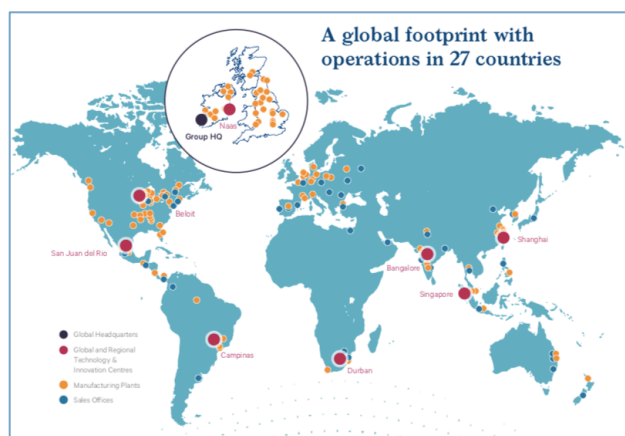 A global footprint with
operations in 27 countries
Naas
Group HQ
Beloit
San Juan del Rio
Shanghai
Bangalore
Singapore
Campinas
Durban
Global Headquarters
Global and Regional
Technology &
Innovation Centres
Manufacturing Plants
Sales Offices